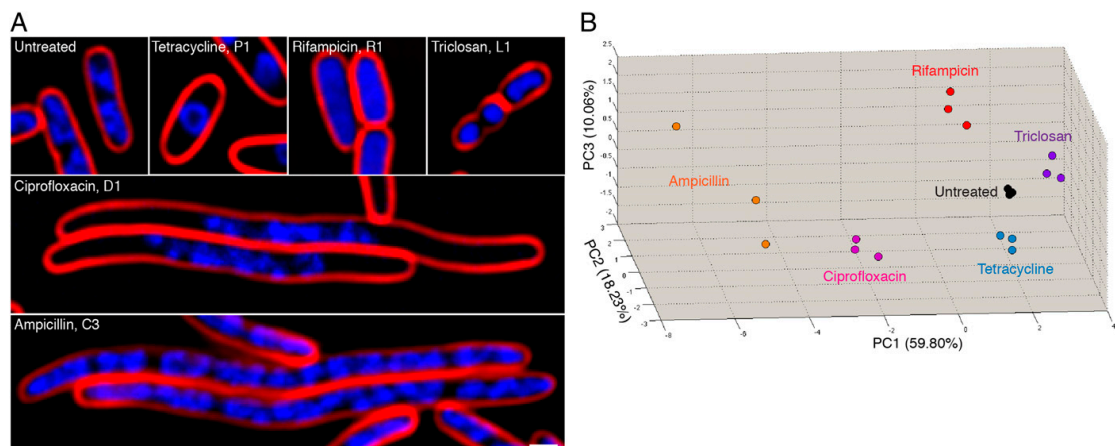 A
Untreated
Tetracycline, P1
Rifampicin, R1
Triclosan, L1
Ciprofloxacin, D1
Ampicillin, C3
B
PC3 (10.06%)
2.5
2
1.5
1
0.5
0
-0.5
-1
-1.5
-2
Rifampicin
Triclosan
Ampicillin
Untreated
Ciprofloxacin
Tetracycline
PC2 (18.23%)
3
2
1
0
-1
-2
-3
-8
-6
-4
-2
0
2
4
PC1 (59.80%)